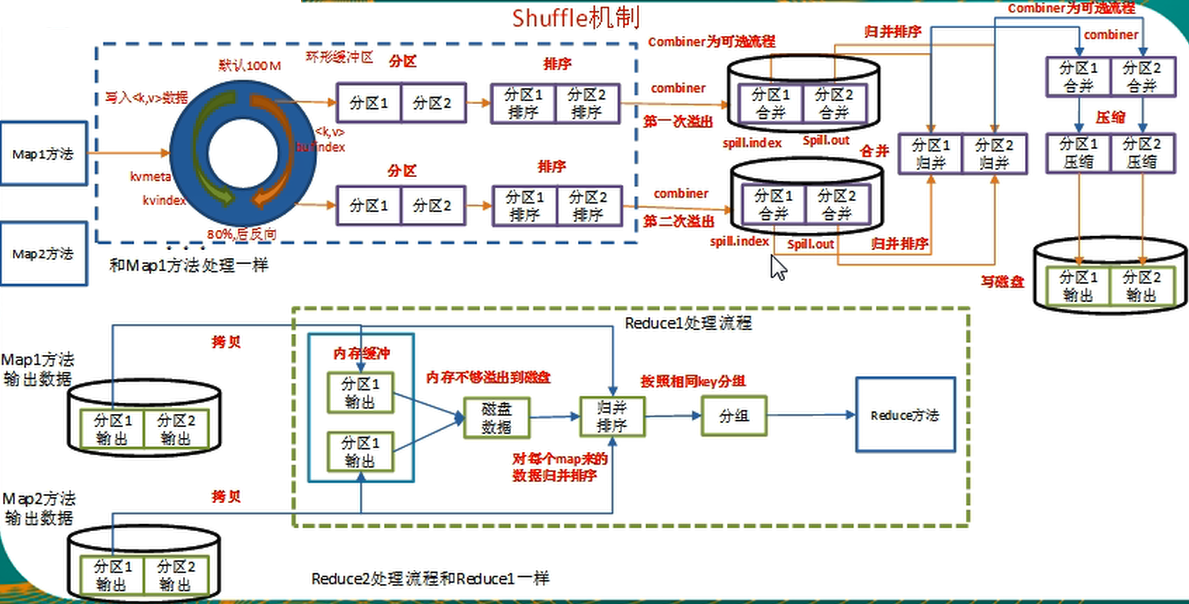 Shuffle机制
Combiner为可选流程
默认100M
环形缓冲区
分区
排序
Combiner为可选流程
归并排序
combiner
写入<k,v>数据
分区1
分区2
分区1
排序
分区2
排序
combiner
第一次溢出
分区1
合并
分区2
合并
spill.index
Spill.out
分区1
合并
分区2
合并
压缩
Map1方法
<k,v>
bufindex
kvmeta
kvindex
80%,后反向
合并
分区1
归并
分区2
归并
分区1
压缩
分区2
压缩
分区
排序
分区1
分区2
分区1
排序
分区2
排序
combiner
第二次溢出
分区1
合并
分区2
合并
spill.index
Spill.out
归并排序
Map2方法
...
和Map1方法处理一样
写磁盘
分区1
输出
分区2
输出
Reduce1处理流程
拷贝
Map1方法
输出数据
分区1
输出
分区2
输出
内存缓冲
分区1
输出
分区1
输出
内存不够溢出到磁盘
磁盘
数据
归并
排序
对每个map来的
数据归并排序
按照相同key分组
分组
Reduce方法
拷贝
Map2方法
输出数据
分区1
输出
分区2
输出
Reduce2处理流程和Reduce1一样